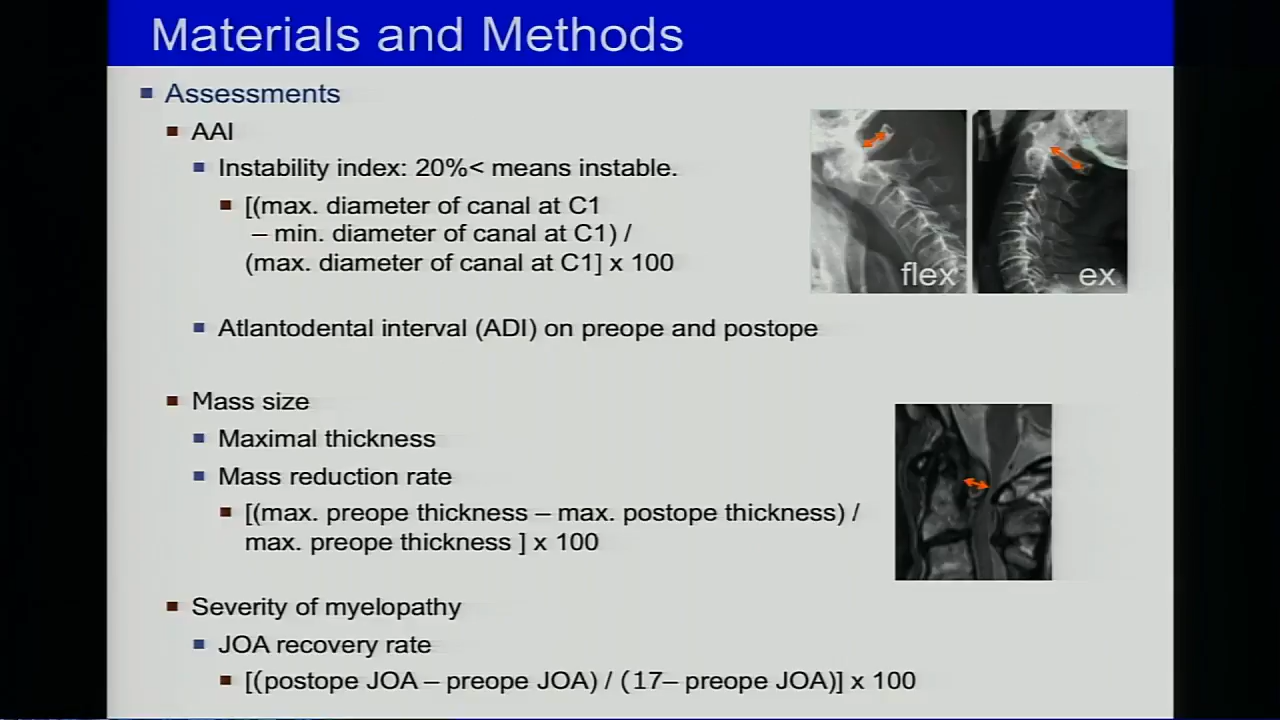 Materials and Methods
Assessments
AAI
Instability index: 20%< means instable.
[(max. diameter of canal at C1
– min. diameter of canal at C1) /
(max. diameter of canal at C1] x 100
flex
ex
Atlantodental interval (ADI) on preope and postope
Mass size
Maximal thickness
Mass reduction rate
[(max. preope thickness – max. postope thickness) /
max. preope thickness ] x 100
Severity of myelopathy
JOA recovery rate
[(postope JOA – preope JOA) / (17– preope JOA)] x 100